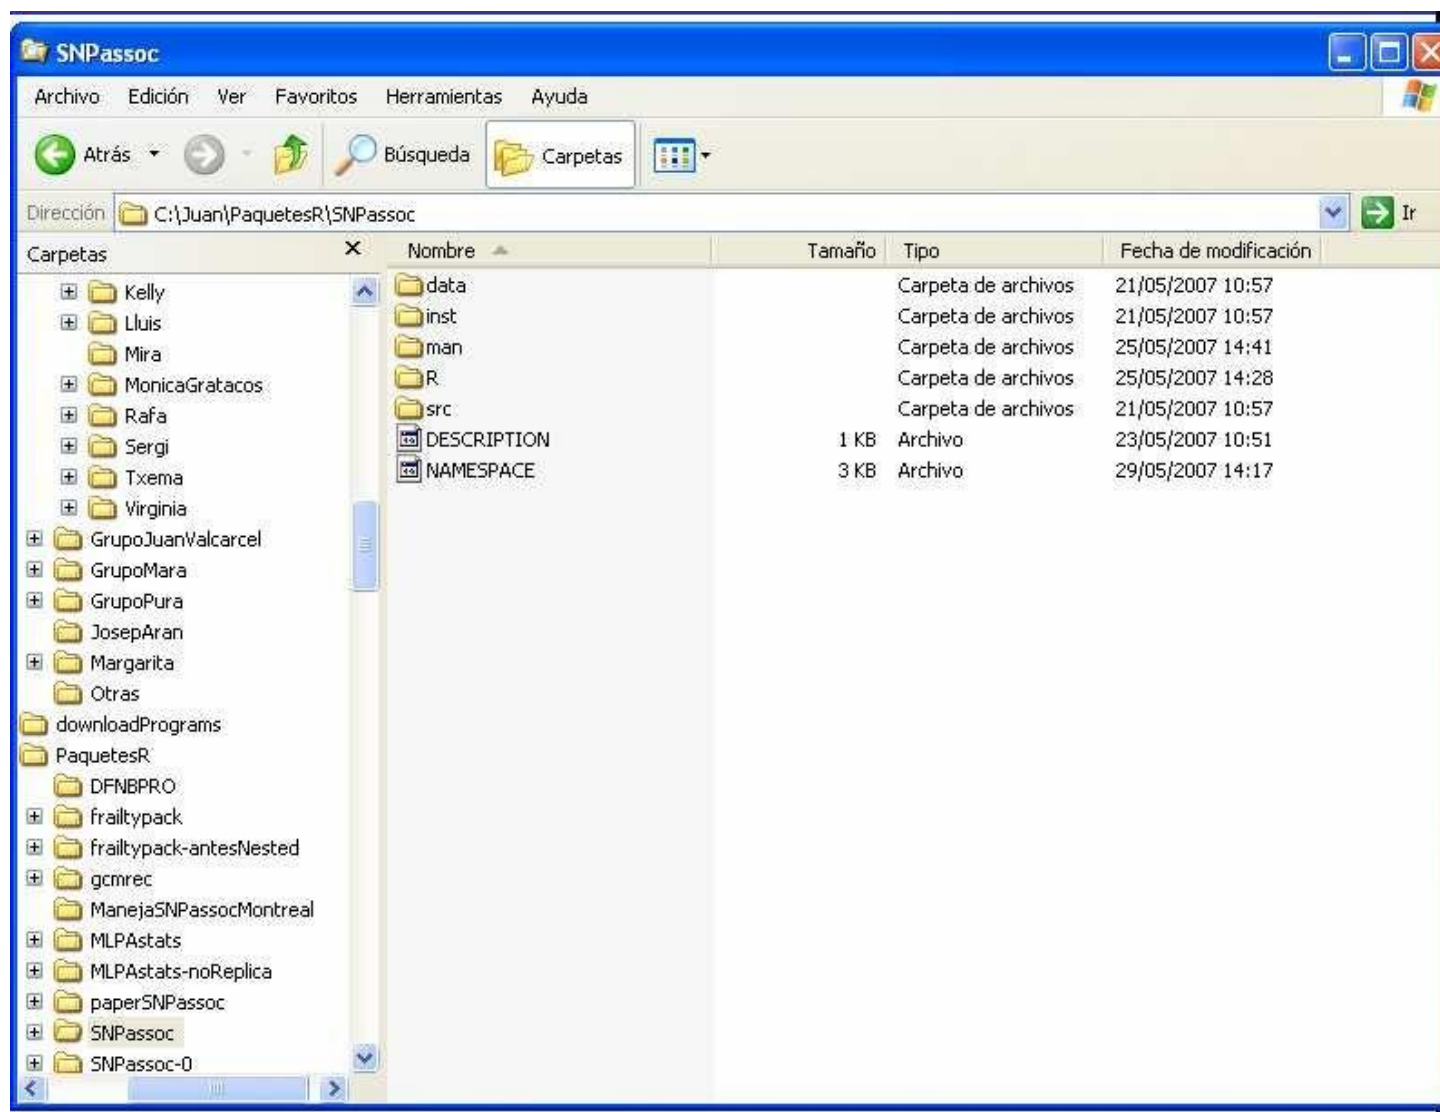 SNPassoc
Archivo Edición Ver Favoritos Herramientas Ayuda
Atrás Búsqueda Carpetas
Dirección C:\Juan\PaquetesR\SNPassoc Ir
Carpetas
Kelly
Lluis
Mira
MonicaGratacos
Rafa
Sergi
Txema
Virginia
GrupoJuanValcarcel
GrupoMara
GrupoPura
JosepAran
Margarita
Otras
downloadPrograms
PaquetesR
DFNBPRO
frailtypack
frailtypack-antesNested
gcmrec
ManejaSNPassocMontreal
MLPAstats
MLPAstats-noReplica
paperSNPassoc
SNPassoc
SNPassoc-0
Nombre Tamaño Tipo Fecha de modificación
data Carpeta de archivos 21/05/2007 10:57
inst Carpeta de archivos 21/05/2007 10:57
man Carpeta de archivos 25/05/2007 14:41
R Carpeta de archivos 25/05/2007 14:28
src Carpeta de archivos 21/05/2007 10:57
DESCRIPTION 1 KB Archivo 23/05/2007 10:51
NAMESPACE 3 KB Archivo 29/05/2007 14:17